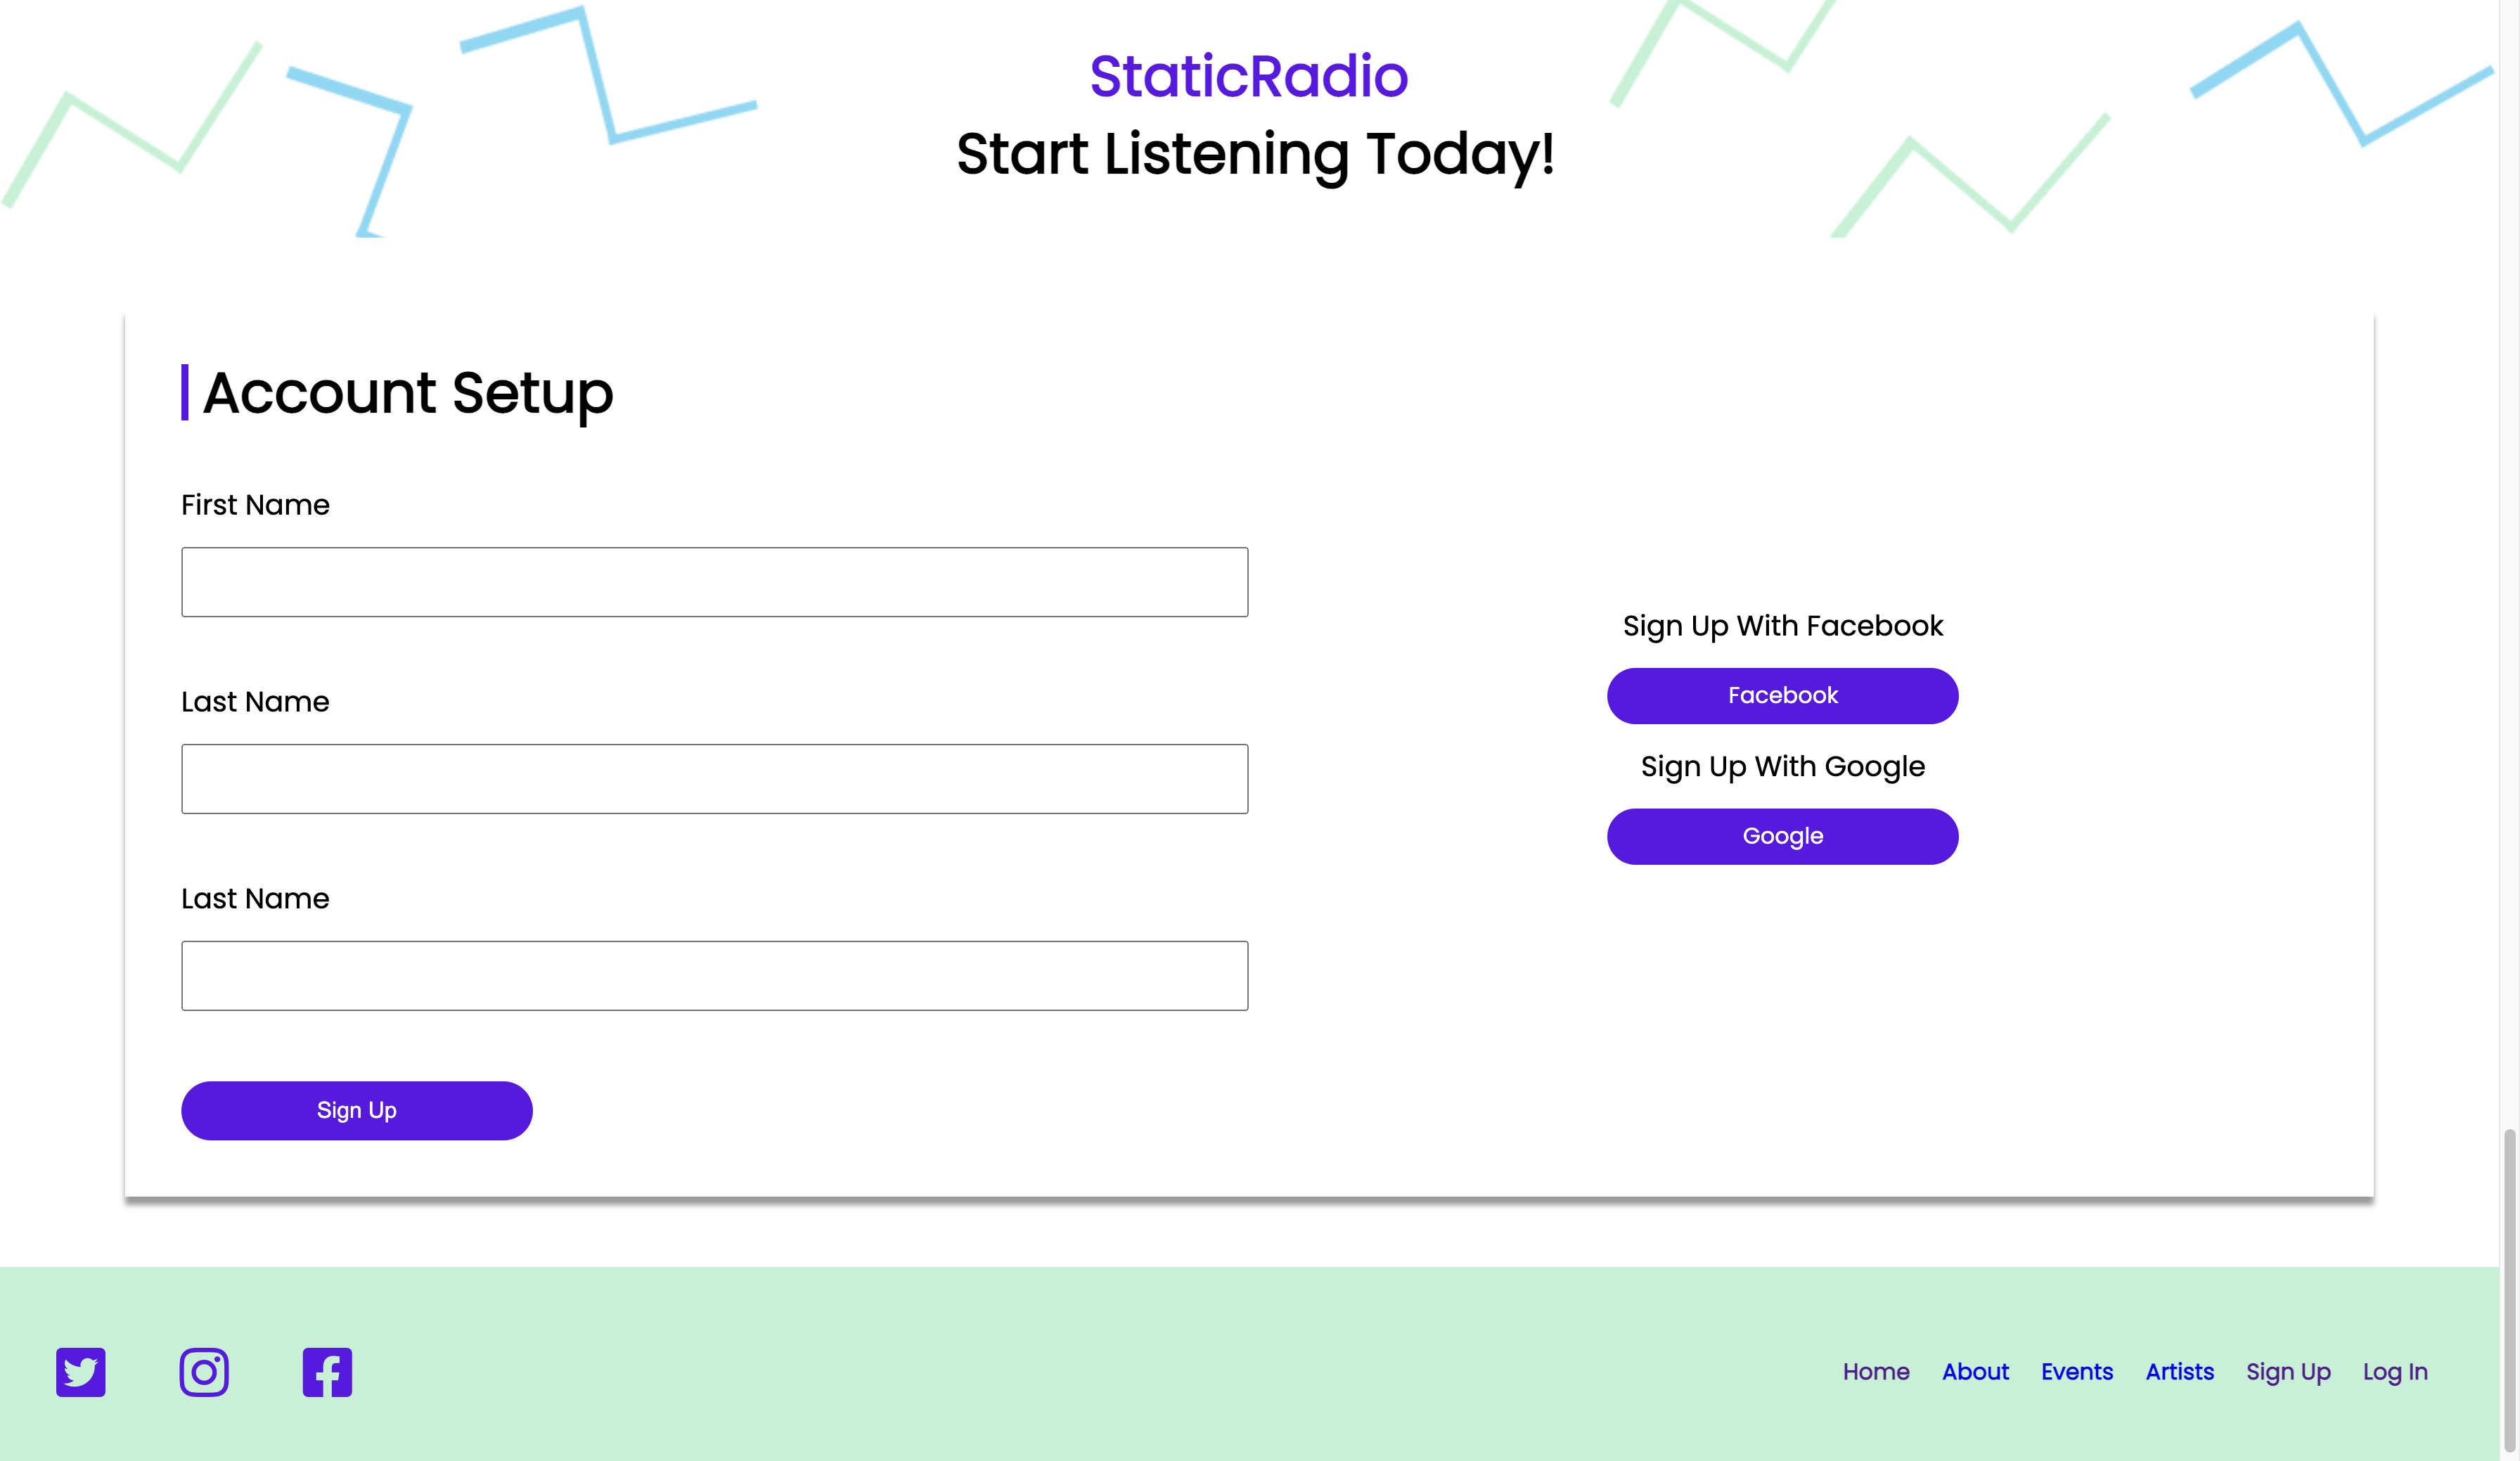 StaticRadio
Start Listening Today!
Account Setup
First Name
Last Name
Last Name
Sign Up
Sign Up With Facebook
Facebook
Sign Up With Google
Google
Home About Events Artists Sign Up Log In